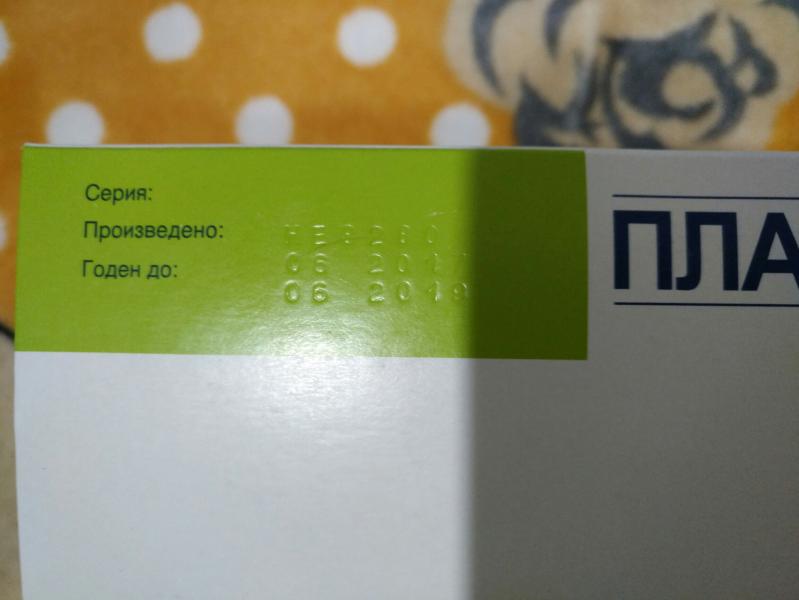 Серия:
Произведено:
Годен до:
06 2017
06 2019
ПЛА